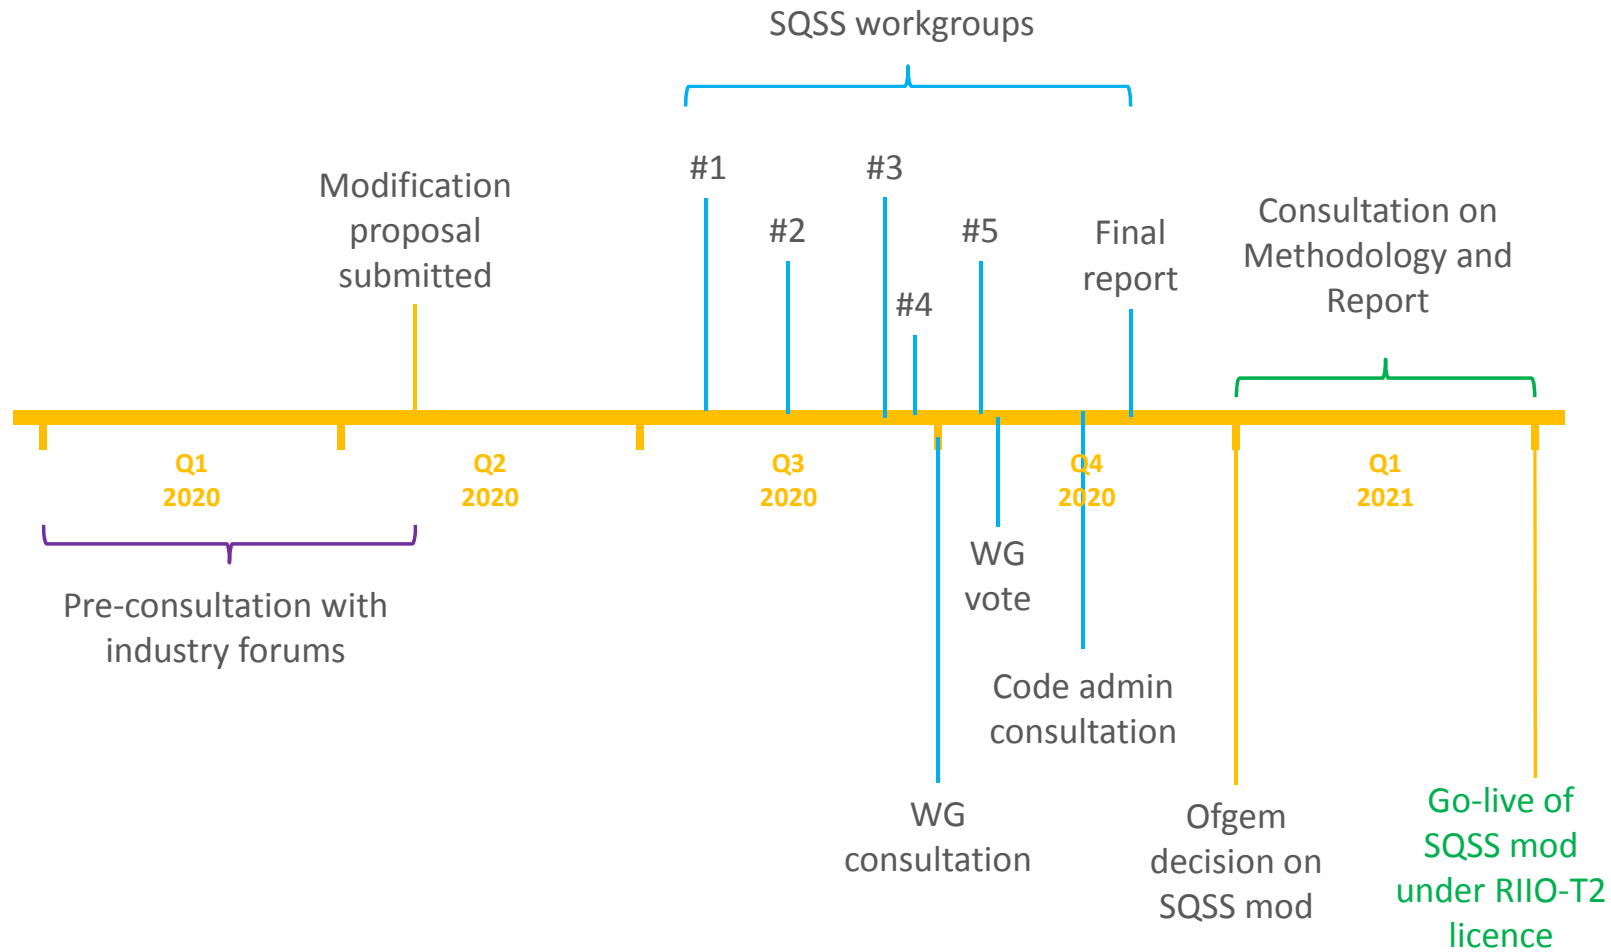 SQSS workgroups
#1
#2
#3
#4
#5
Modification
proposal
submitted
Final
report
Consultation on
Methodology and
Report
Q1
2020
Q2
2020
Q3
2020
Q4
2020
Q1
2021
Pre-consultation with
industry forums
WG
vote
Code admin
consultation
WG
consultation
Ofgem
decision on
SQSS mod
Go-live of
SQSS mod
under RIIO-T2
licence